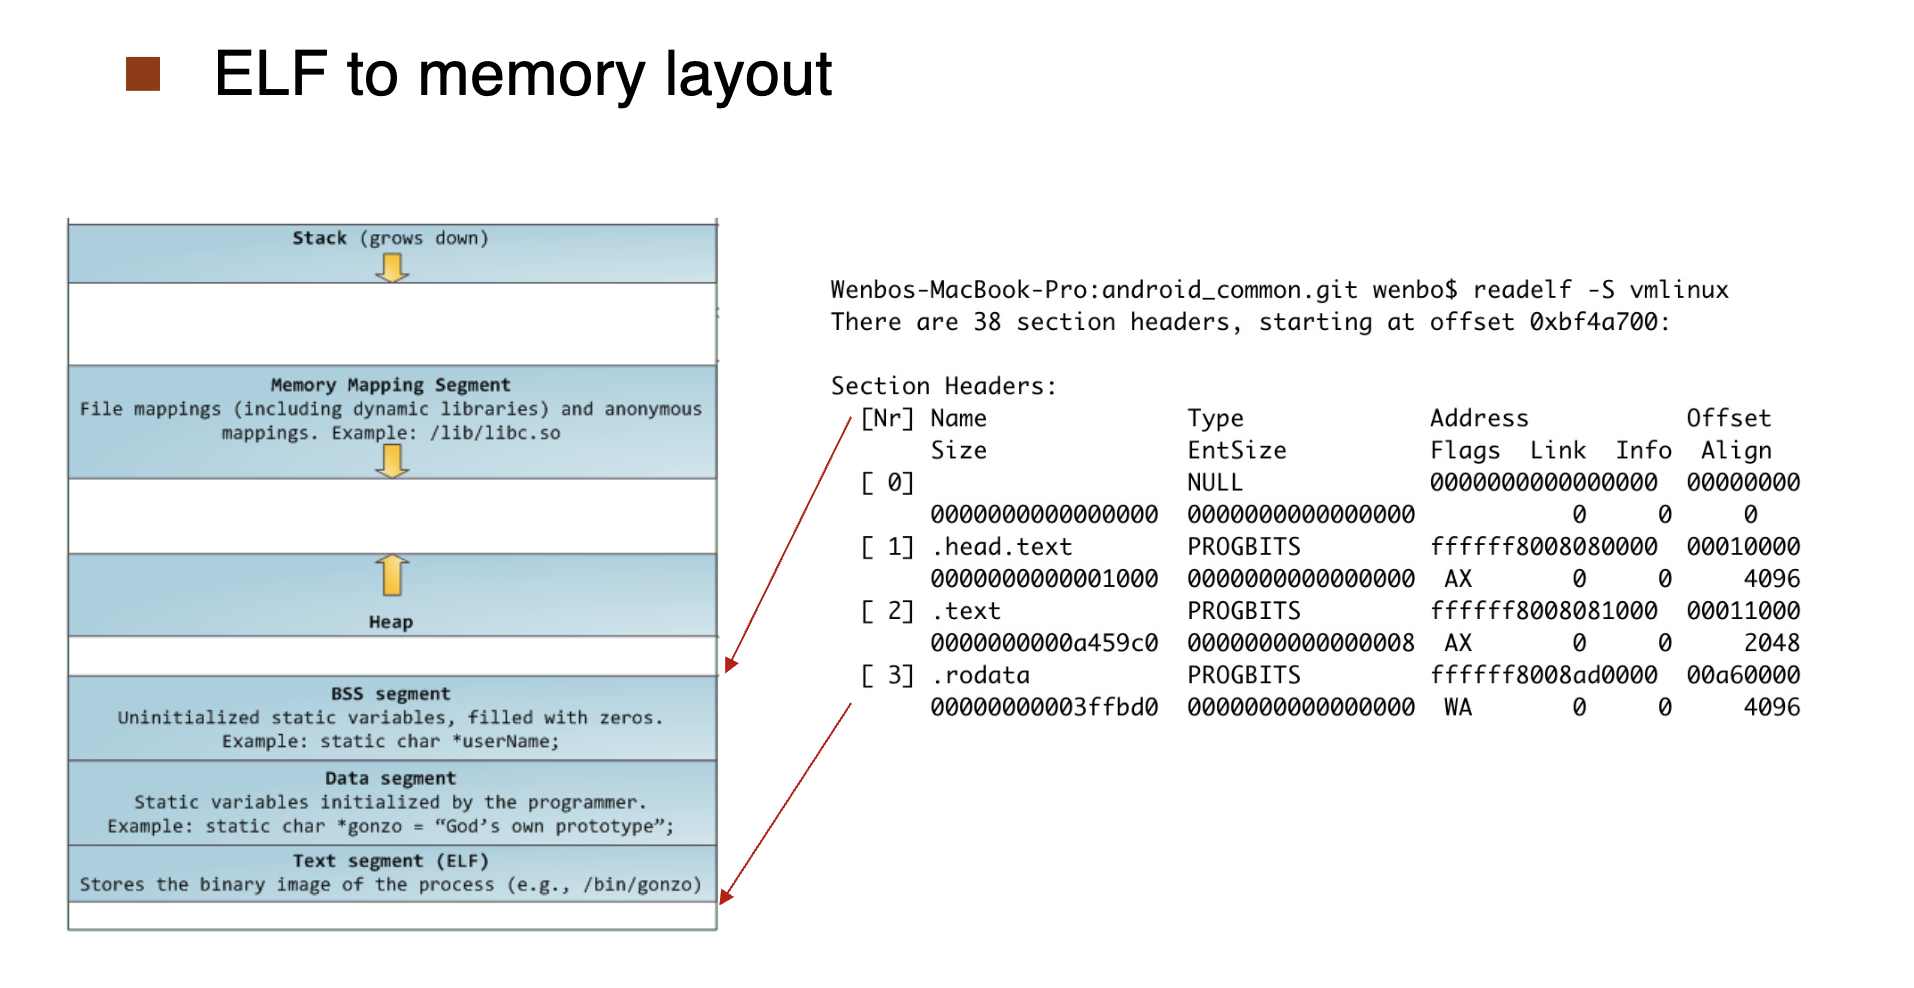 ELF to memory layout
Stack (grows down)
Memory Mapping Segment
File mappings (including dynamic libraries) and anonymous
mappings. Example: /lib/libc.so
Heap
BSS segment
Uninitialized static variables, filled with zeros.
Example: static char *userName;
Data segment
Static variables initialized by the programmer.
Example: static char *gonzo = “God’s own prototype”;
Text segment (ELF)
Stores the binary image of the process (e.g., /bin/gonzo)
Wenbos-MacBook-Pro:android_common.git wenbo$ readelf -S vmlinux
There are 38 section headers, starting at offset 0xbf4a700:
Section Headers:
[Nr] Name Type Address Offset
Size EntSize Flags Link Info Align
[ 0] NULL 0000000000000000 00000000
0000000000000000 0000000000000000 0 0 0
[ 1] .head.text PROGBITS ffffff8008080000 00010000
0000000000001000 0000000000000000 AX 0 0 4096
[ 2] .text PROGBITS ffffff8008081000 00011000
0000000000a459c0 0000000000000008 AX 0 0 2048
[ 3] .rodata PROGBITS ffffff8008ad0000 00a60000
00000000003ffbd0 0000000000000000 WA 0 0 4096